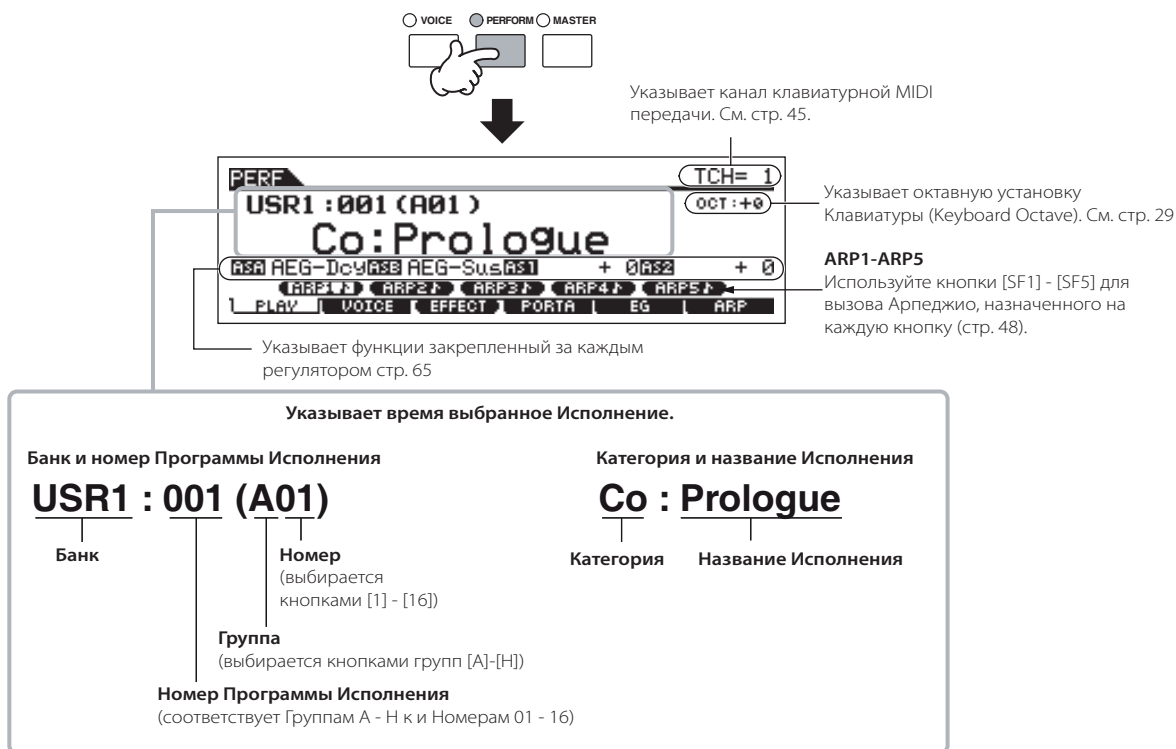 VOICE PERFORM MASTER
Указывает канал клавиатурной MIDI
передачи. См. стр. 45.
PERF
TCH= 1
USR1:001(A01)
OCT:+0
Co:Prologue
Указывает октавную установку
Клавиатуры (Keyboard Octave). См. стр. 29
ASA AEG-Dcy ASB AEG-Sus AS1 + 0 AS2 + 0
ARP1♪ ARP2♪ ARP3♪ ARP4♪ ARP5♪
PLAY VOICE EFFECT PORTA EG ARP
ARP1-ARP5
Используйте кнопки [SF1] - [SF5] для
вызова Арпеджио, назначенного на
каждую кнопку (стр. 48).
Указывает функции закрепленный за каждым
регулятором стр. 65
Указывает время выбранное Исполнение.
Банк и номер Программы Исполнения
USR1 : 001 (A01)
Банк
Номер
(выбирается
кнопками [1] - [16])
Группа
(выбирается кнопками групп [A]-[H])
Номер Программы Исполнения
(соответствует Группам A - H к и Номерам 01 - 16)
Категория и название Исполнения
Co : Prologue
Категория
Название Исполнения